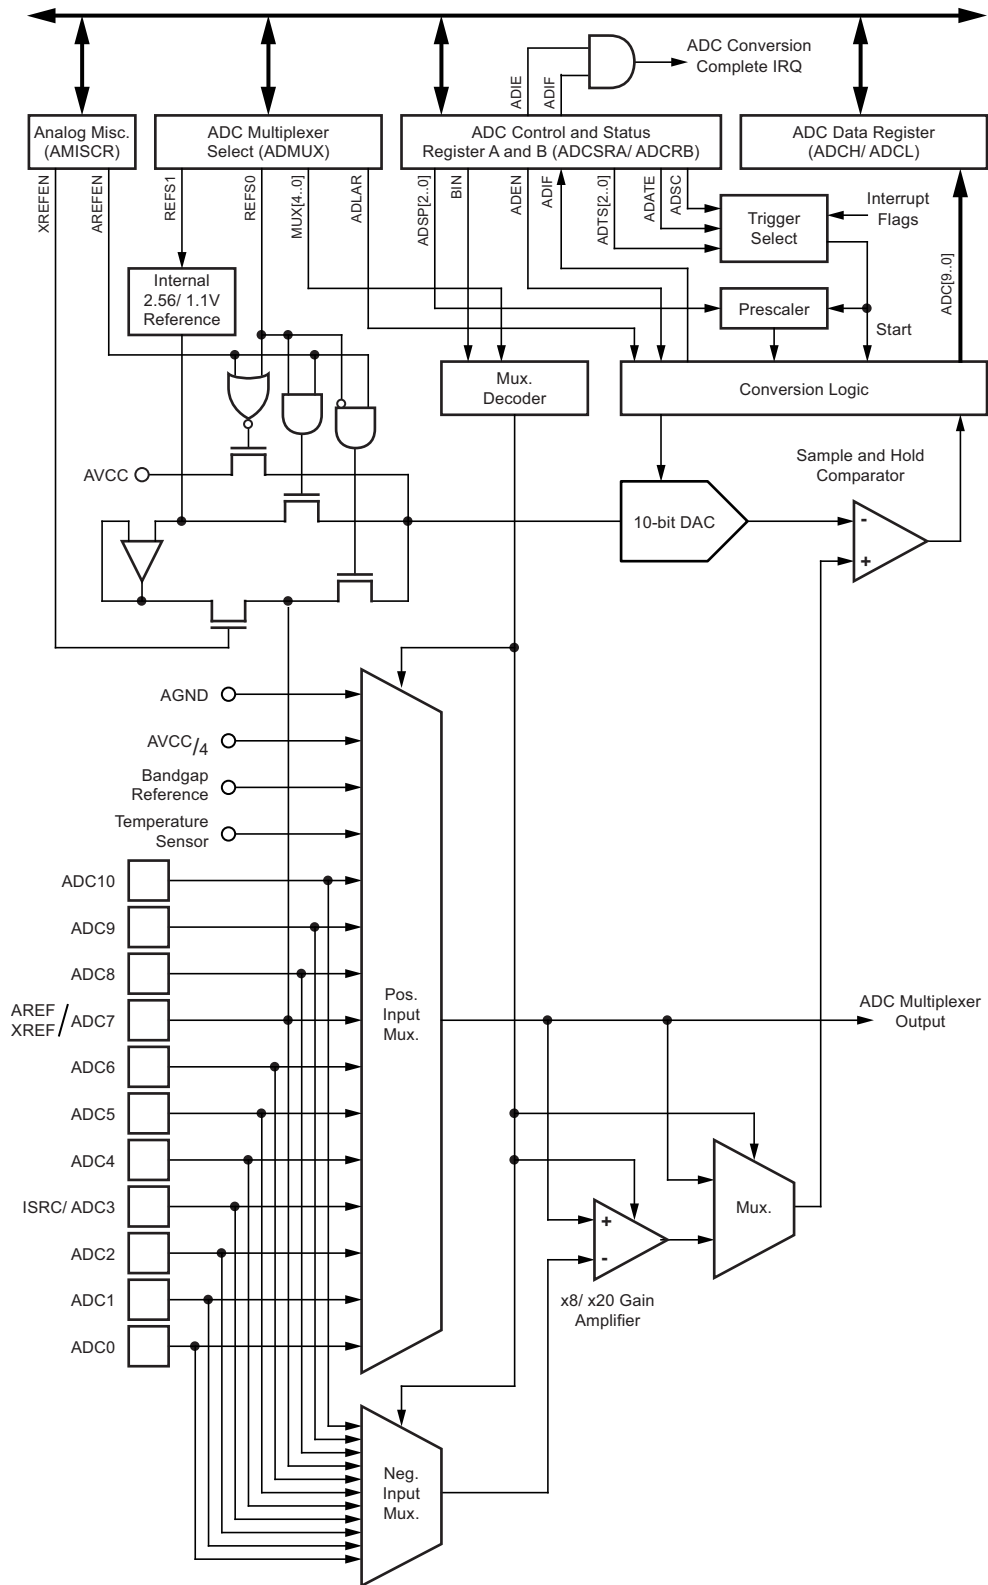 ADC Conversion
Complete IRQ
ADIE
ADIF
Analog Misc.
(AMISCR)
ADC Multiplexer
Select (ADMUX)
ADC Control and Status
Register A and B (ADCSRA/ ADCRB)
ADC Data Register
(ADCH/ ADCL)
XREFEN
AREFEN
REFS1
REFS0
MUX[4..0]
ADLAR
ADSP[2..0]
BIN
ADEN
ADIF
ADTS[2..0]
ADATE
ADSC
Trigger
Select
Interrupt
Flags
ADC[9..0]
Internal
2.56/ 1.1V
Reference
Prescaler
Start
Mux.
Decoder
Conversion Logic
AVCC
Sample and Hold
Comparator
10-bit DAC
-
+
AGND
AVCC/4
Bandgap
Reference
Temperature
Sensor
ADC10
ADC9
ADC8
AREF
XREF / ADC7
ADC6
ADC5
ADC4
ISRC/ ADC3
ADC2
ADC1
ADC0
Pos.
Input
Mux.
ADC Multiplexer
Output
Mux.
+
-
x8/ x20 Gain
Amplifier
Neg.
Input
Mux.